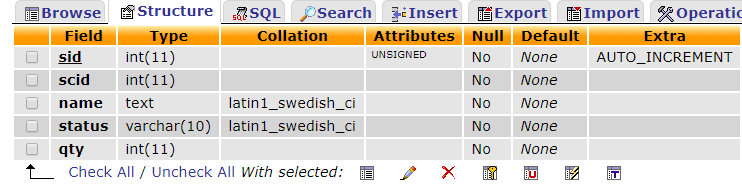 Browse Structure SQL Search Insert Export Import Operatio
Field Type Collation Attributes Null Default Extra
sid int(11) UNSIGNED No None AUTO_INCREMENT
scid int(11) No None
name text latin1_swedish_ci No None
status varchar(10) latin1_swedish_ci No None
qty int(11) No None
Check All / Uncheck All With selected: